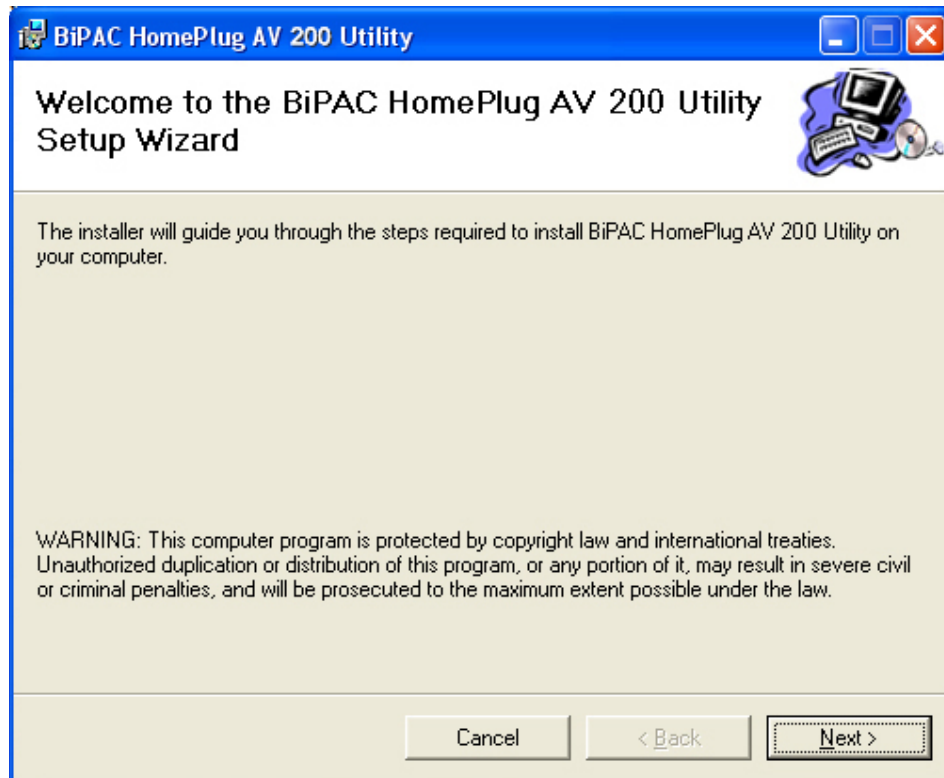 BiPAC HomePlug AV 200 Utility
Welcome to the BiPAC HomePlug AV 200 Utility
Setup Wizard
The installer will guide you through the steps required to install BiPAC HomePlug AV 200 Utility on
your computer.
WARNING: This computer program is protected by copyright law and international treaties.
Unauthorized duplication or distribution of this program, or any portion of it, may result in severe civil
or criminal penalties, and will be prosecuted to the maximum extent possible under the law.
Cancel
< Back
Next >